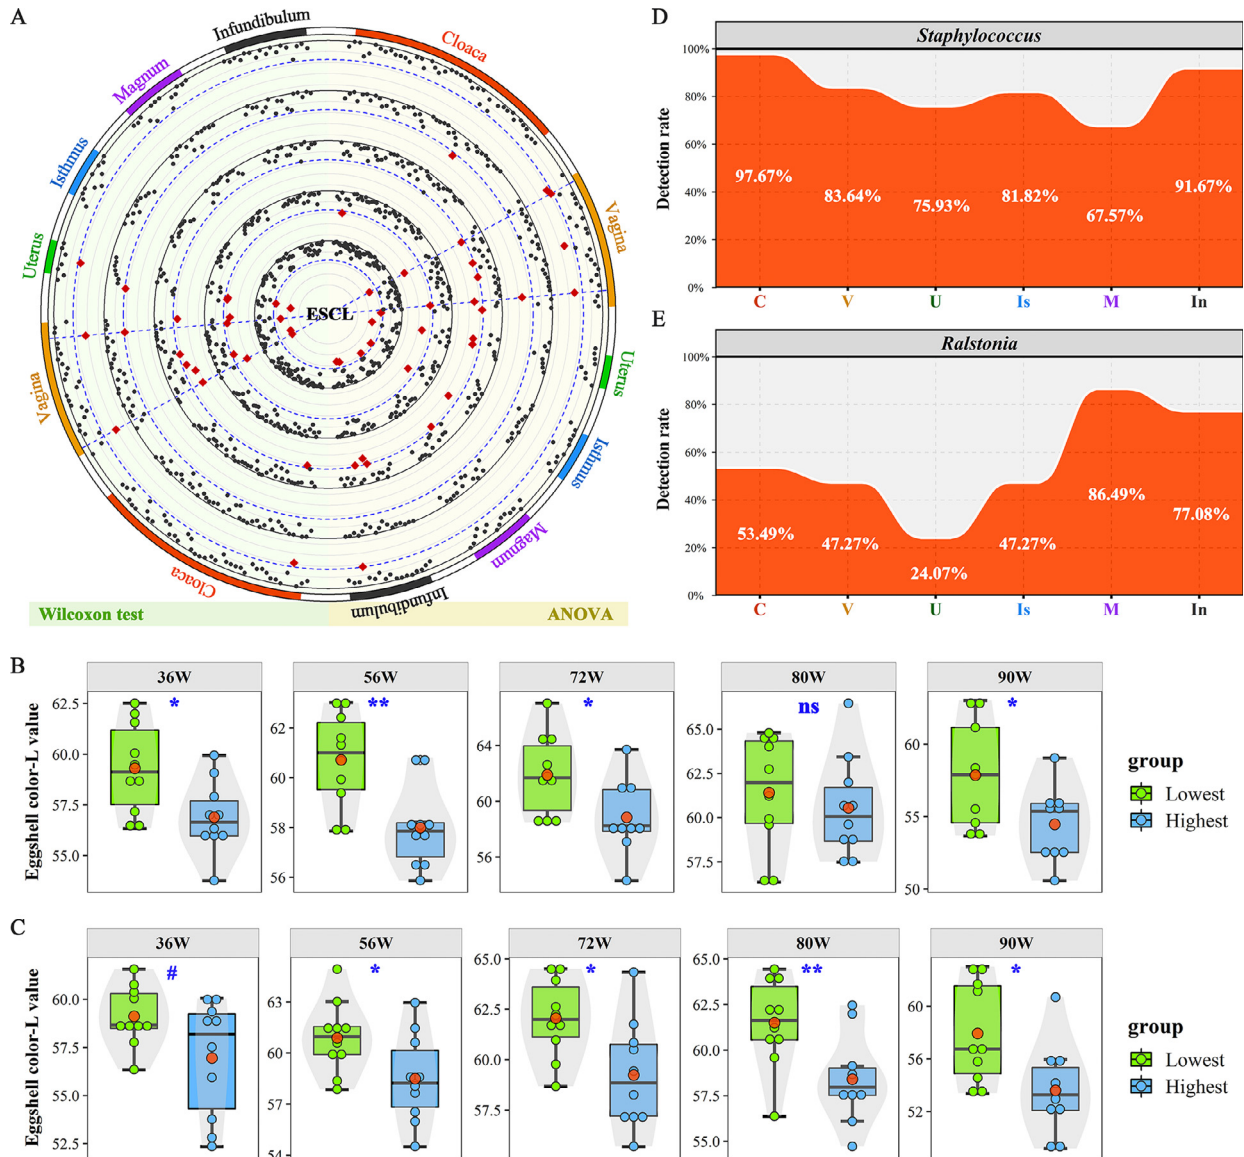 A
Infundibulum
Cloaca
Magnum
Isthmus
Vagina
Uterus
ESCL
Vagina
Uterus
Isthmus
Magnum
Cloaca
Infundibulum
Wilcoxon test
ANOVA
D
Staphylococcus
Detection rate
100%
80%
60%
40%
20%
0%
97.67%
83.64%
75.93%
81.82%
67.57%
91.67%
C V U Is M In
E
Ralstonia
Detection rate
100%
80%
60%
40%
20%
0%
53.49%
47.27%
24.07%
47.27%
86.49%
77.08%
C V U Is M In
B
Eggshell color-L value
36W
62.5
60.0
57.5
55.0
*
56W
62
60
58
56
**
72W
64
60
56
*
80W
65.0
62.5
60.0
57.5
ns
90W
60
55
50
*
group
Lowest
Highest
C
Eggshell color-L value
36W
60.0
57.5
55.0
52.5
#
56W
63
60
57
54
*
72W
65.0
62.5
60.0
57.5
*
80W
65.0
62.5
60.0
57.5
55.0
**
90W
60
56
52
*
group
Lowest
Highest